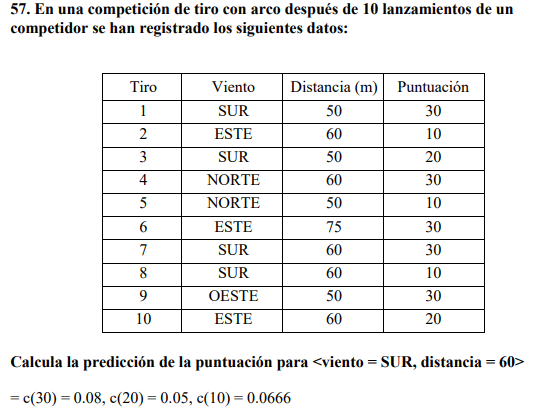 57. En una competición de tiro con arco después de 10 lanzamientos de un
competidor se han registrado los siguientes datos:
Tiro Viento Distancia (m) Puntuación
1 SUR 50 30
2 ESTE 60 10
3 SUR 50 20
4 NORTE 60 30
5 NORTE 50 10
6 ESTE 75 30
7 SUR 60 30
8 SUR 60 10
9 OESTE 50 30
10 ESTE 60 20
Calcula la predicción de la puntuación para <viento = SUR, distancia = 60>
= c(30) = 0.08, c(20) = 0.05, c(10) = 0.0666